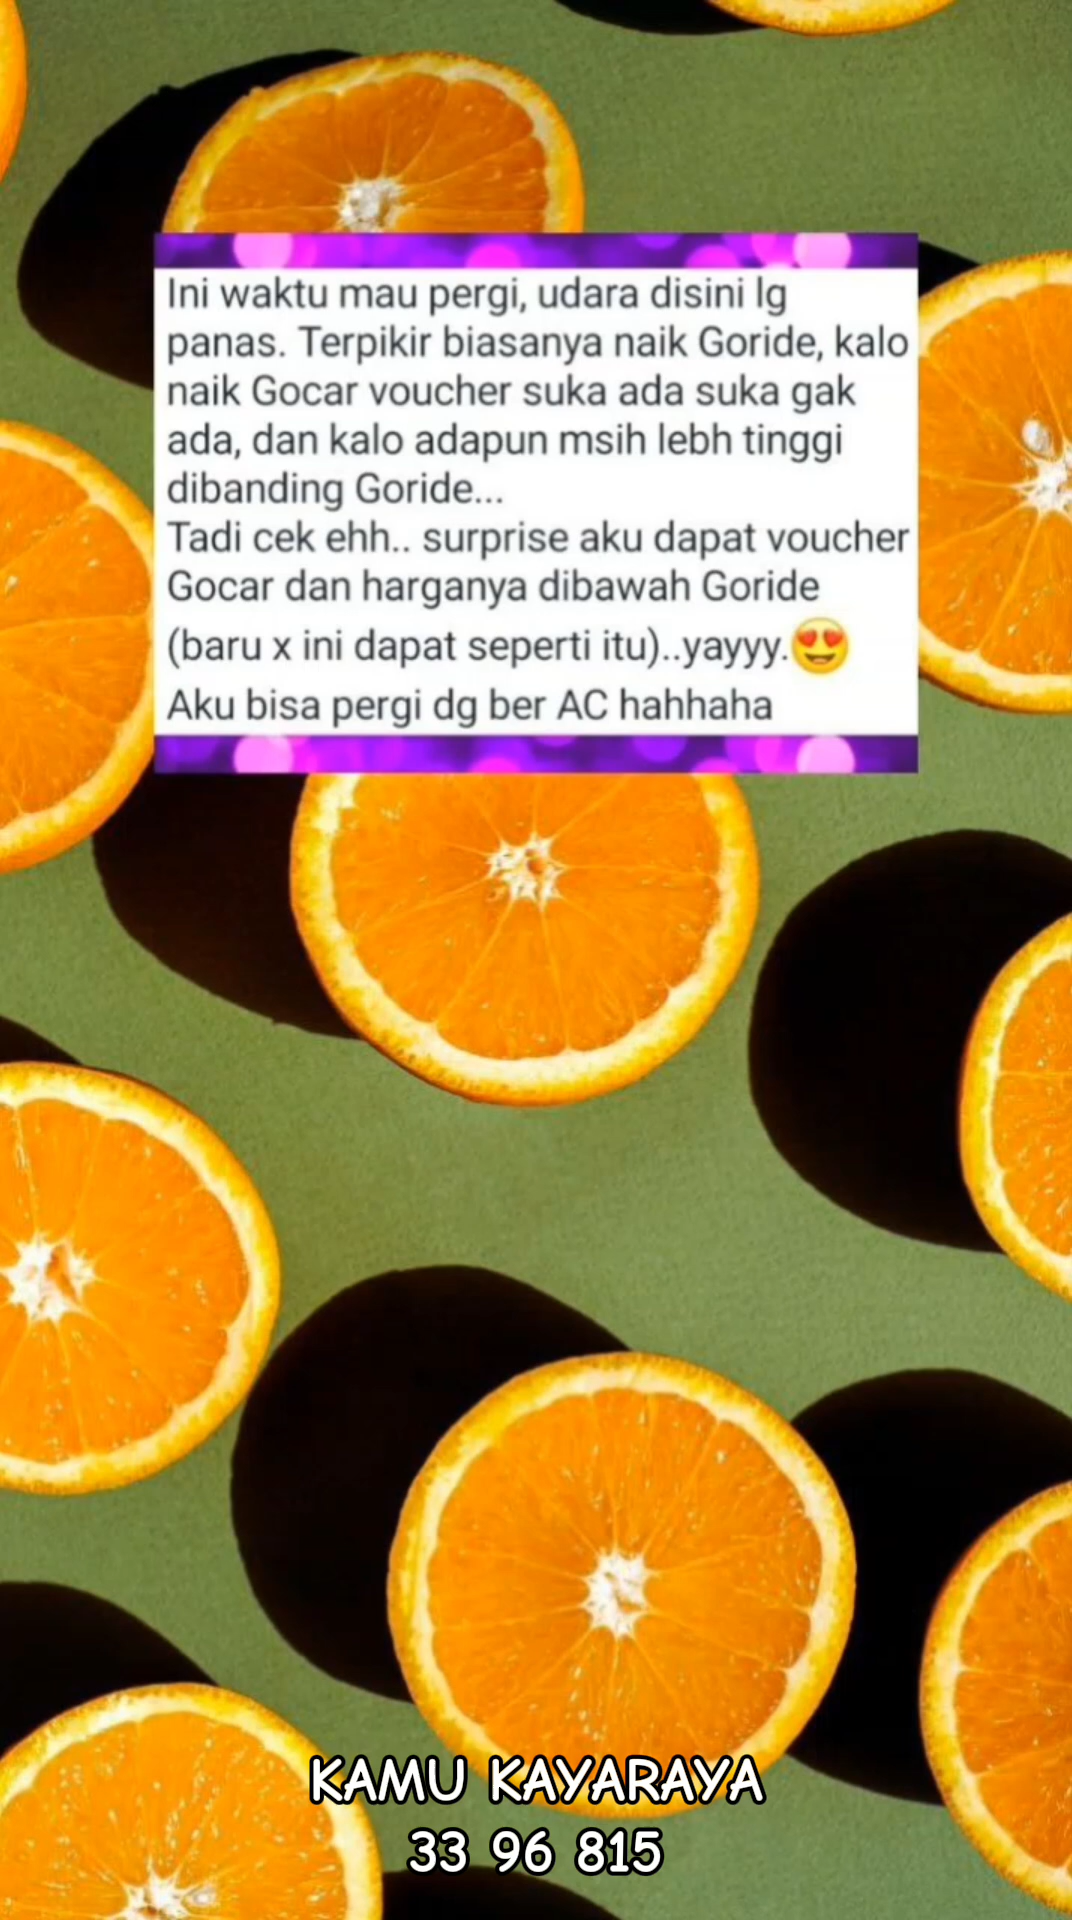 Ini waktu mau pergi, udara disini lg
panas. Terpikir biasanya naik Goride, kalo
naik Gocar voucher suka ada suka gak
ada, dan kalo adapun msih lebh tinggi
dibanding Goride...
Tadi cek ehh.. surprise aku dapat voucher
Gocar dan harganya dibawah Goride
(baru x ini dapat seperti itu)..yayyy.😍
Aku bisa pergi dg ber AC hahhaha
KAMU KAYARAYA
33 96 815